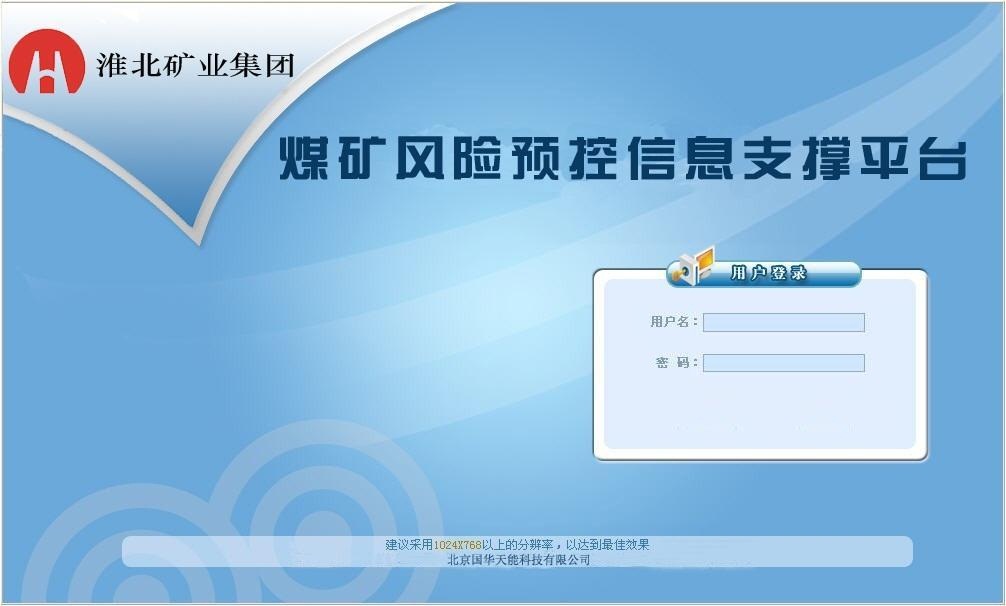 淮北矿业集团
煤矿风险预控信息支撑平台
用户登录
用户名：
密 码：
建议采用1024X768以上的分辨率，以达到最佳效果
北京国华天能科技有限公司